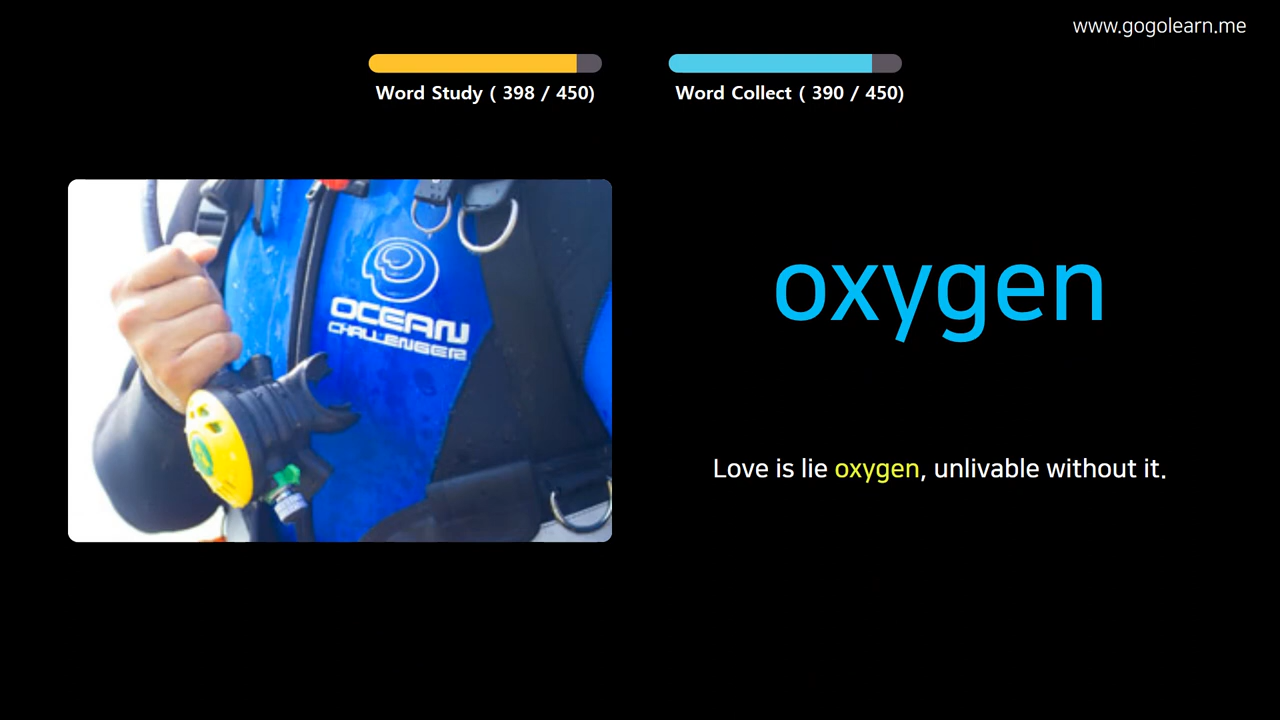 www.gogolearn.me
Word Study ( 398 / 450)
Word Collect ( 390 / 450)
OCEAN
CHALLENGER
oxygen
Love is lie oxygen, unlivable without it.